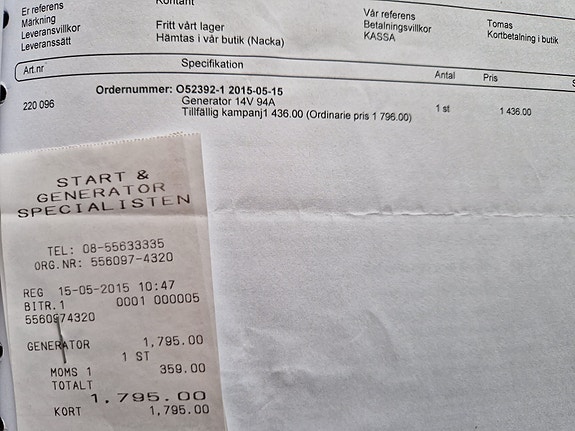 Er referens Kontant Vår referens Tomas
Märkning Betalningsvillkor Kortbetalning i butik
Leveransvillkor Fritt vårt lager KASSA
Leveranssätt Hämtas i vår butik (Nacka)
Art.nr Specifikation Antal Pris
Ordernummer: O52392-1 2015-05-15
220 096 Generator 14V 94A 1 st 1 436.00
Tillfällig kampanj1 436.00 (Ordinarie pris 1 796.00)
START &
GENERATOR
SPECIALISTEN
TEL: 08-55633335
ORG.NR: 556097-4320
REG 15-05-2015 10:47
BITR.1 0001 000005
5560974320
GENERATOR 1,795.00
1 ST
MOMS 1 359.00
TOTALT
1,795.00
KORT 1,795.00